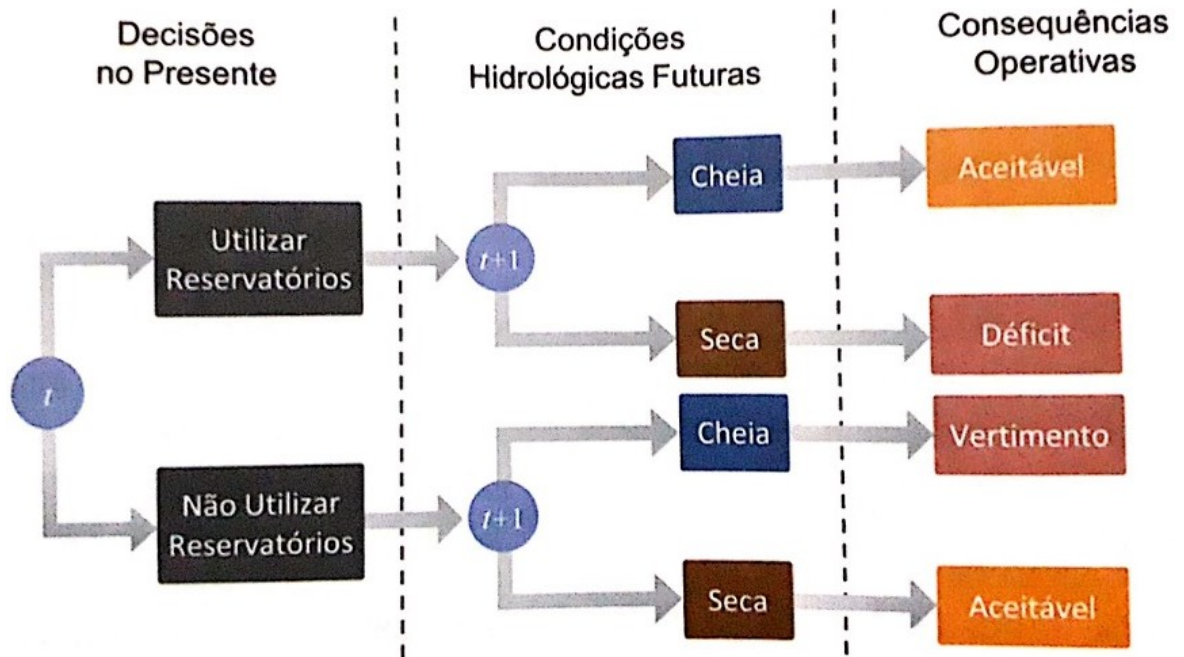 Decisões
no Presente
Condições
Hidrológicas Futuras
Consequências
Operativas
t
Utilizar
Reservatórios
t+1
Cheia
Aceitável
Seca
Déficit
Não Utilizar
Reservatórios
t+1
Cheia
Vertimento
Seca
Aceitável